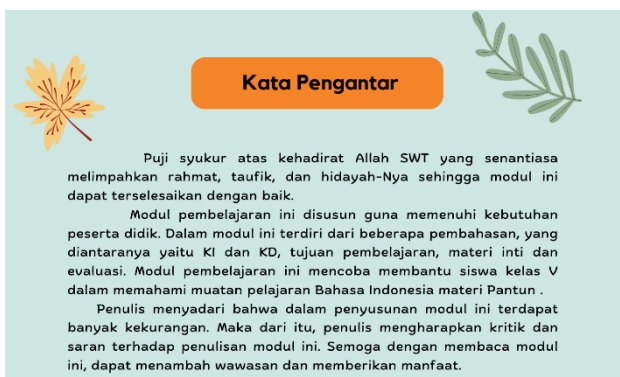 Kata Pengantar
Puji syukur atas kehadirat Allah SWT yang senantiasa
melimpahkan rahmat, taufik, dan hidayah-Nya sehingga modul ini
dapat terselesaikan dengan baik.
Modul pembelajaran ini disusun guna memenuhi kebutuhan
peserta didik. Dalam modul ini terdiri dari beberapa pembahasan, yang
diantaranya yaitu KI dan KD, tujuan pembelajaran, materi inti dan
evaluasi. Modul pembelajaran ini mencoba membantu siswa kelas V
dalam memahami muatan pelajaran Bahasa Indonesia materi Pantun .
Penulis menyadari bahwa dalam penyusunan modul ini terdapat
banyak kekurangan. Maka dari itu, penulis mengharapkan kritik dan
saran terhadap penulisan modul ini. Semoga dengan membaca modul
ini, dapat menambah wawasan dan memberikan manfaat.